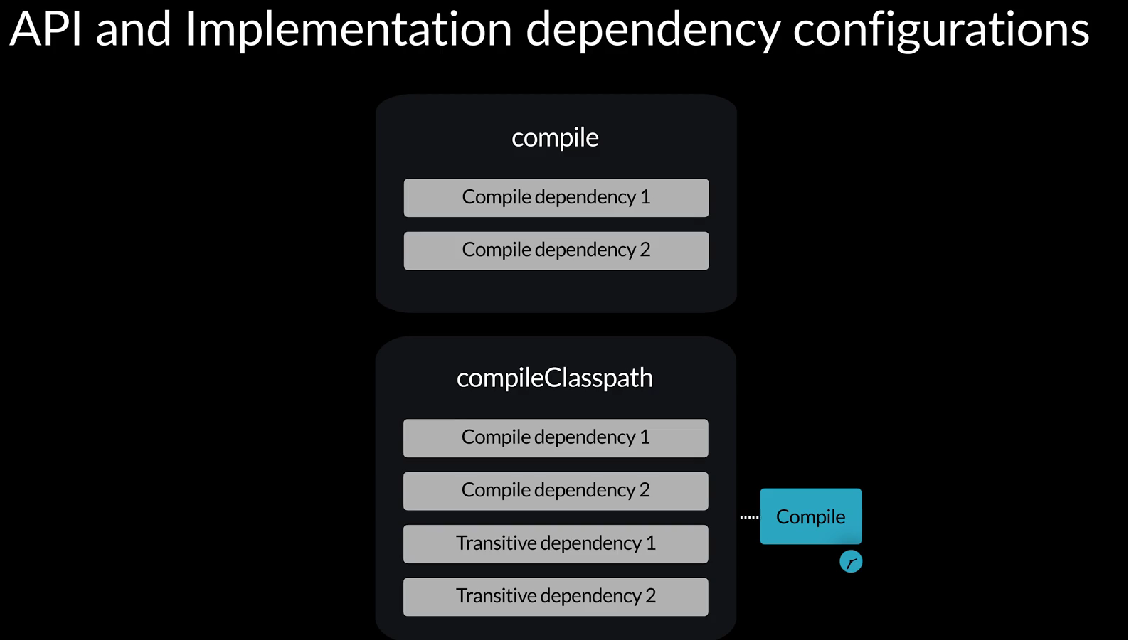 API and Implementation dependency configurations
compile
Compile dependency 1
Compile dependency 2
compileClasspath
Compile dependency 1
Compile dependency 2
Transitive dependency 1
Transitive dependency 2
Compile